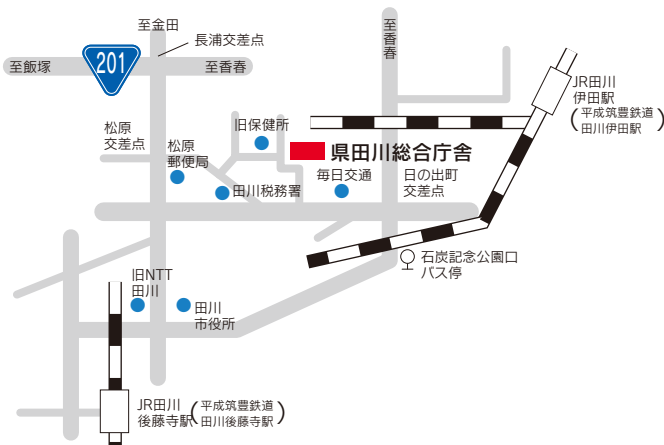 至金田
長浦交差点
至香春
至飯塚
201
至香春
JR田川
伊田駅
(平成筑豊鉄道
田川伊田駅)
松原
交差点
松原
郵便局
旧保健所
県田川総合庁舎
田川税務署
毎日交通
日の出町
交差点
石炭記念公園口
バス停
旧NTT
田川
田川
市役所
JR田川
後藤寺駅
(平成筑豊鉄道
田川後藤寺駅)